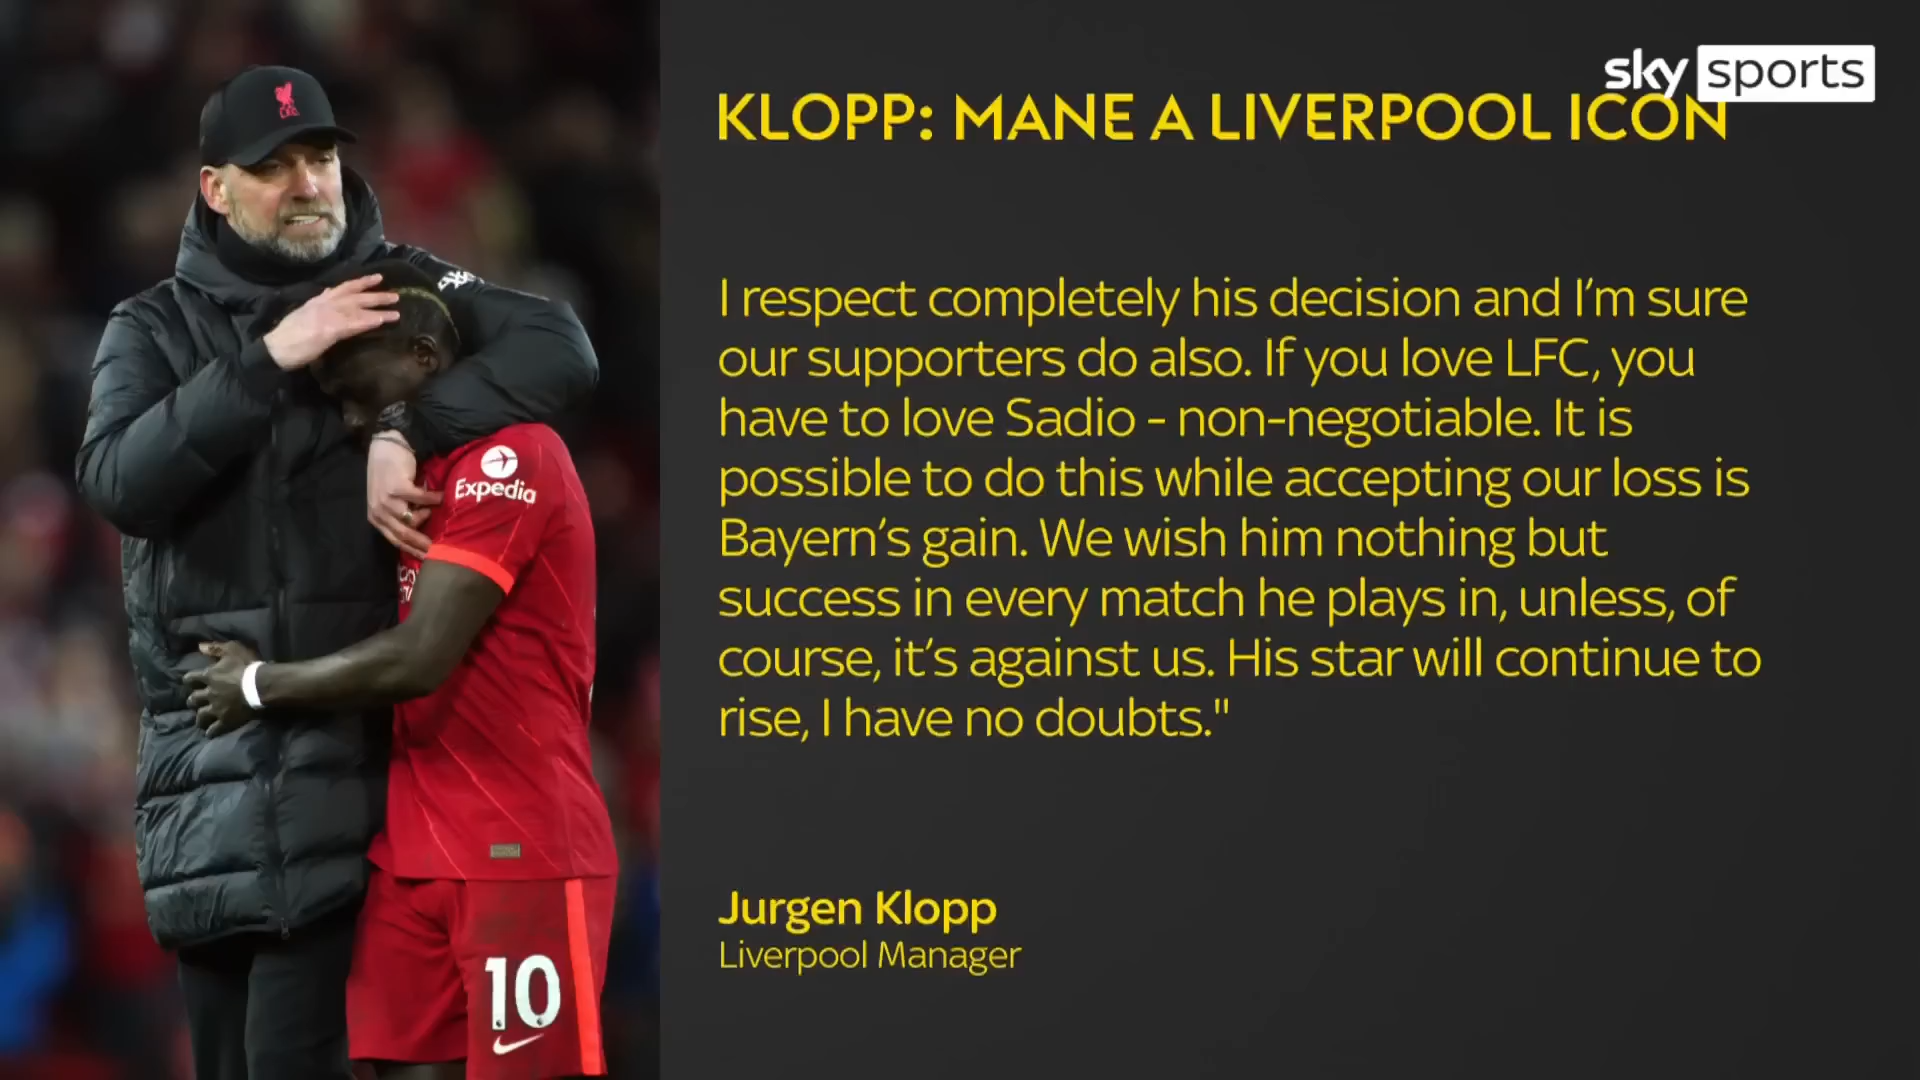 sky sports
KLOPP: MANE A LIVERPOOL ICON
I respect completely his decision and I'm sure
our supporters do also. If you love LFC, you
have to love Sadio - non-negotiable. It is
possible to do this while accepting our loss is
Bayern's gain. We wish him nothing but
success in every match he plays in, unless, of
course, it's against us. His star will continue to
rise, I have no doubts."
Jurgen Klopp
Liverpool Manager
Expedia
10